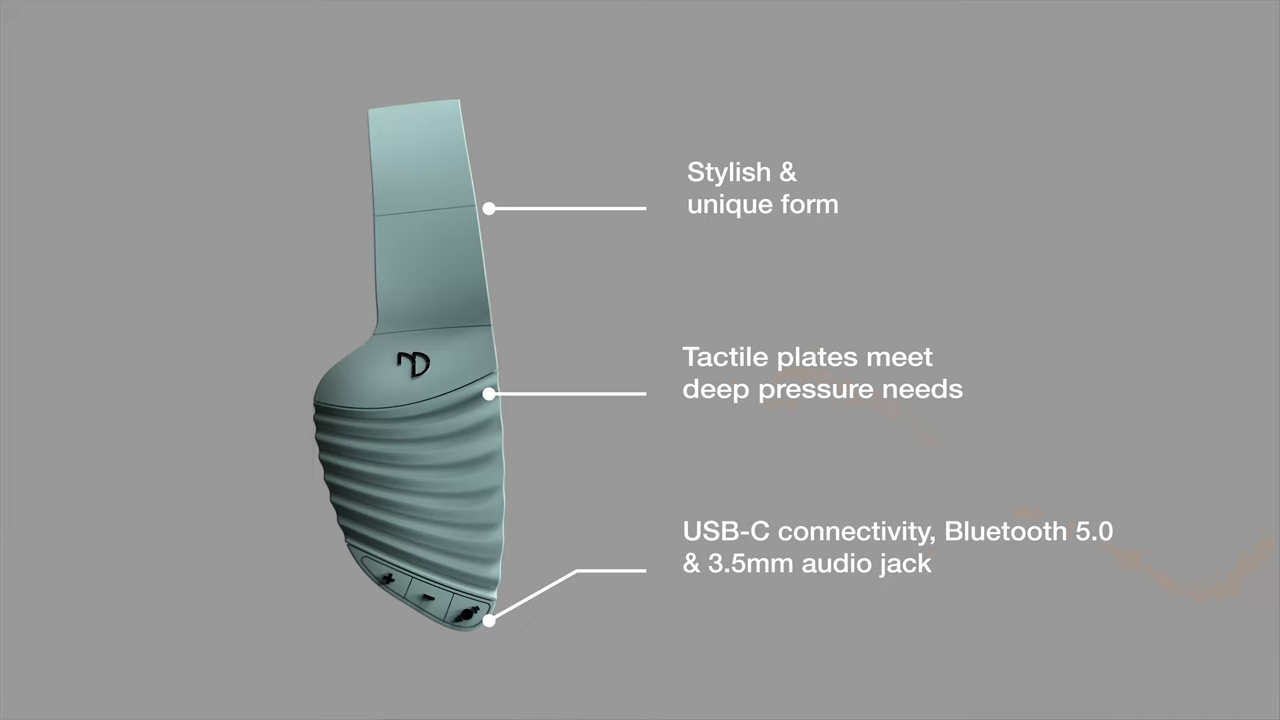 Stylish &
unique form
Tactile plates meet
deep pressure needs
USB-C connectivity, Bluetooth 5.0
& 3.5mm audio jack
+
-